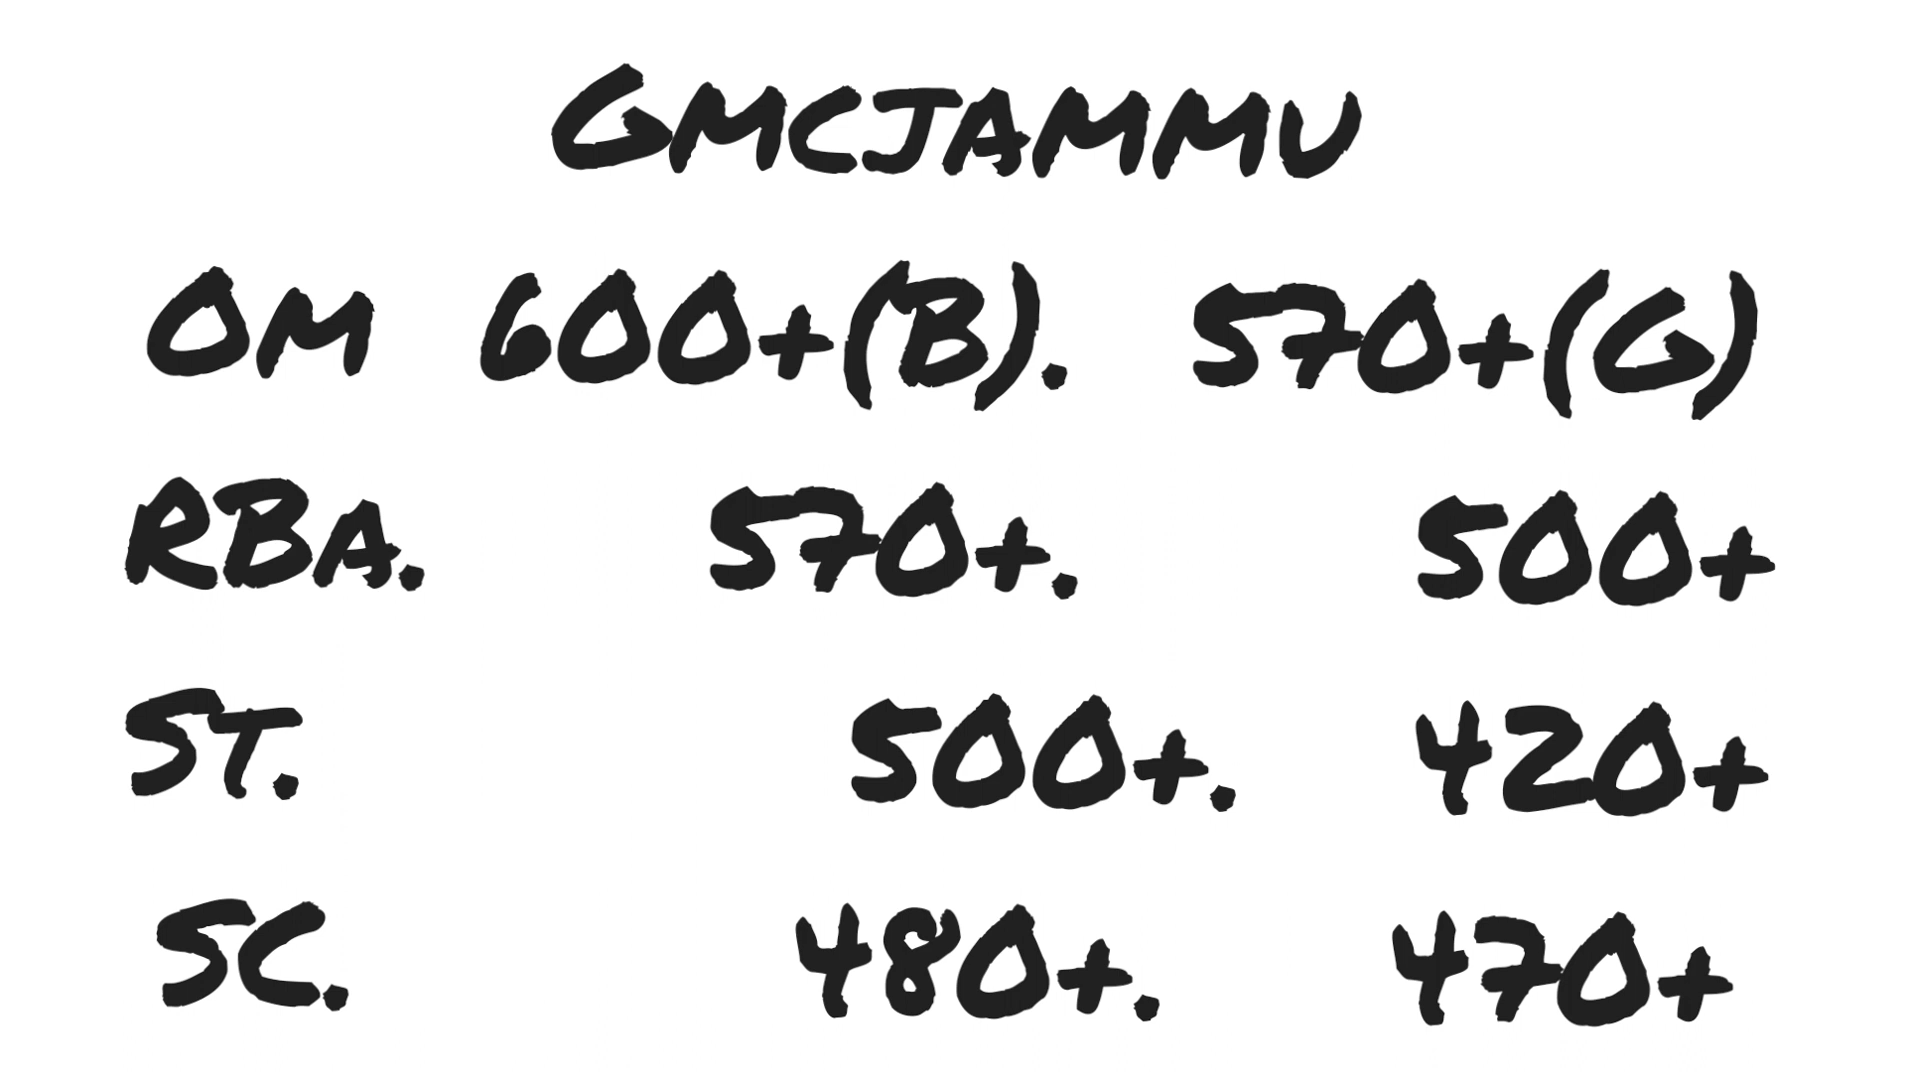 GMCJAMMU
OM 600+(B). 570+(G)
RBA. 570+. 500+
ST. 500+. 420+
SC. 480+. 470+